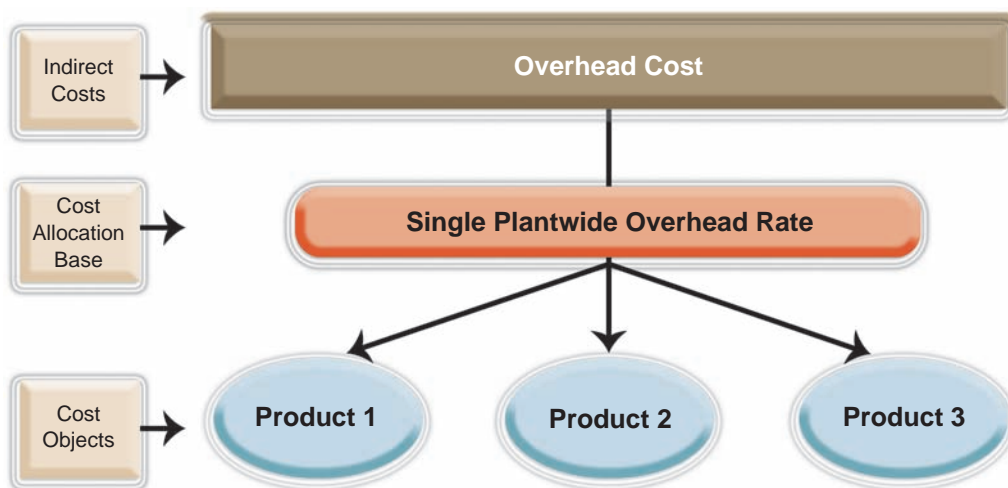 Indirect
Costs
Overhead Cost
Cost
Allocation
Base
Single Plantwide Overhead Rate
Cost
Objects
Product 1
Product 2
Product 3